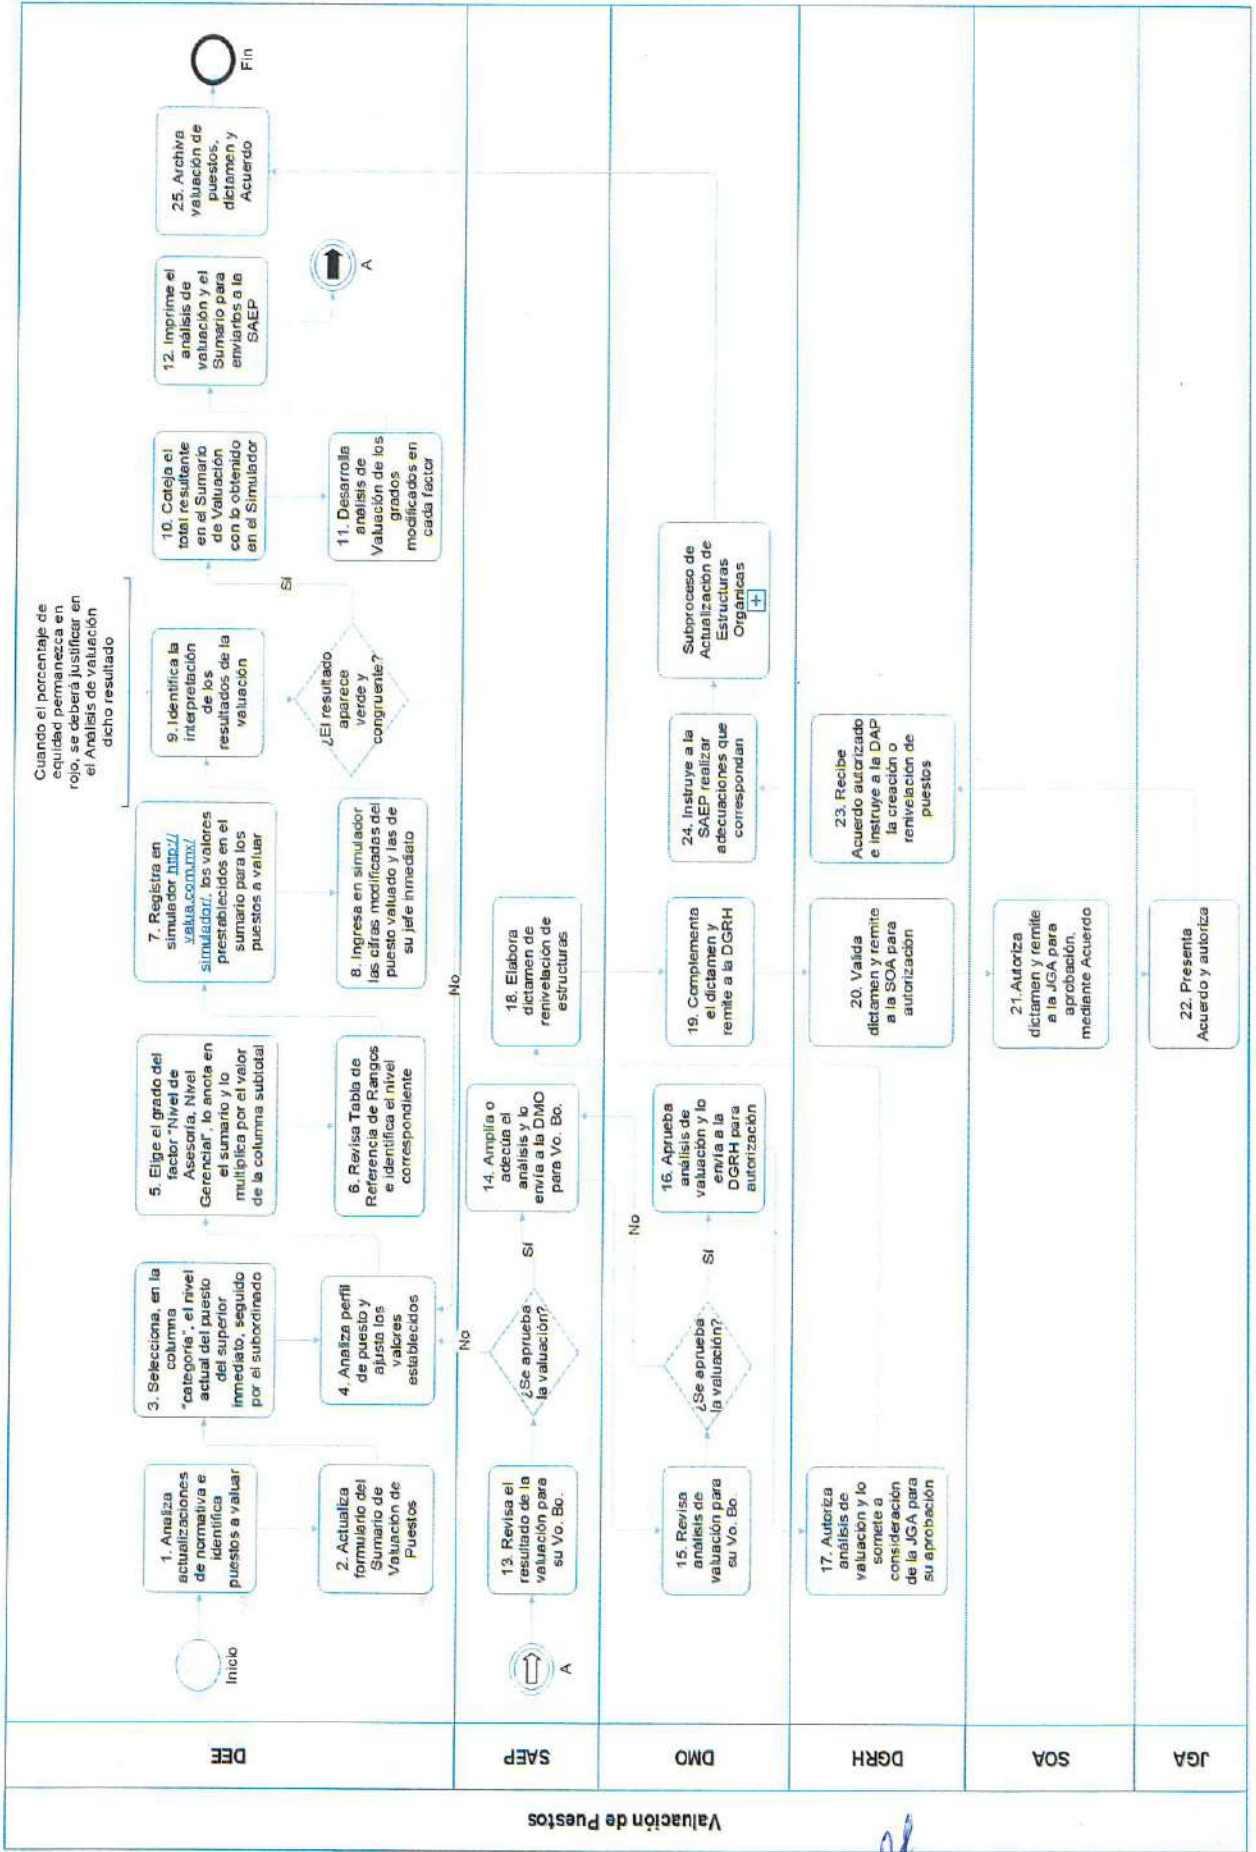 Valuación de Puestos
DEE
Inicio
1. Analiza
actualizaciones
de normativa e
identifica
puestos a valuar
2. Actualiza
formulario del
Sumario de
Valuación de
Puestos
3. Selecciona, en la
columna
"categoría", el nivel
actual del puesto
del superior
inmediato, seguido
por el subordinado
4. Analiza perfil
de puesto y
ajusta los
valores
establecidos
5. Elige el grado del
factor "Nivel de
Asesoría, Nivel
Gerencial", lo anota en
el sumario y lo
multiplica por el valor
de la columna subtotal
6. Revisa Tabla de
Referencia de Rangos
e identifica el nivel
correspondiente
7. Registra en
simulador http://
valua.com.mx/
simulador/, los valores
prestablecidos en el
sumario para los
puestos a valuar
8. Ingresa en simulador
las cifras modificadas del
puesto valuado y las de
su jefe inmediato
Cuando el porcentaje de
equidad permanezca en
rojo, se deberá justificar en
el Análisis de valuación
dicho resultado
9. Identifica la
interpretación
de los
resultados de la
valuación
¿El resultado
aparece
verde y
congruente?
No
Sí
10. Coteja el
total resultante
en el Sumario
de Valuación
con lo obtenido
en el Simulador
11. Desarrolla
análisis de
Valuación de los
grados
modificados en
cada factor
12. Imprime el
análisis de
valuación y el
Sumario para
enviarlos a la
SAEP
A
25. Archiva
valuación de
puestos,
dictamen y
Acuerdo
Fin
SAEP
A
13. Revisa el
resultado de la
valuación para
su Vo. Bo.
¿Se aprueba
la valuación?
No
Sí
14. Amplía o
adecúa el
análisis y lo
envía a la DMO
para Vo. Bo.
18. Elabora
dictamen de
renivelación de
estructuras
DMO
15. Revisa
análisis de
valuación para
su Vo. Bo.
¿Se aprueba
la valuación?
No
Sí
16. Aprueba
análisis de
valuación y lo
envía a la
DGRH para
autorización
19. Complementa
el dictamen y
remite a la DGRH
24. Instruye a la
SAEP realizar
adecuaciones que
correspondan
Subproceso de
Actualización de
Estructuras
Orgánicas
DGRH
17. Autoriza
análisis de
valuación y lo
somete a
consideración
de la JGA para
su aprobación
20. Valida
dictamen y remite
a la SOA para
autorización
23. Recibe
Acuerdo autorizado
e instruye a la DAP
la creación o
renivelación de
puestos
SOA
21.Autoriza
dictamen y remite
a la JGA para
aprobación,
mediante Acuerdo
JGA
22. Presenta
Acuerdo y autoriza